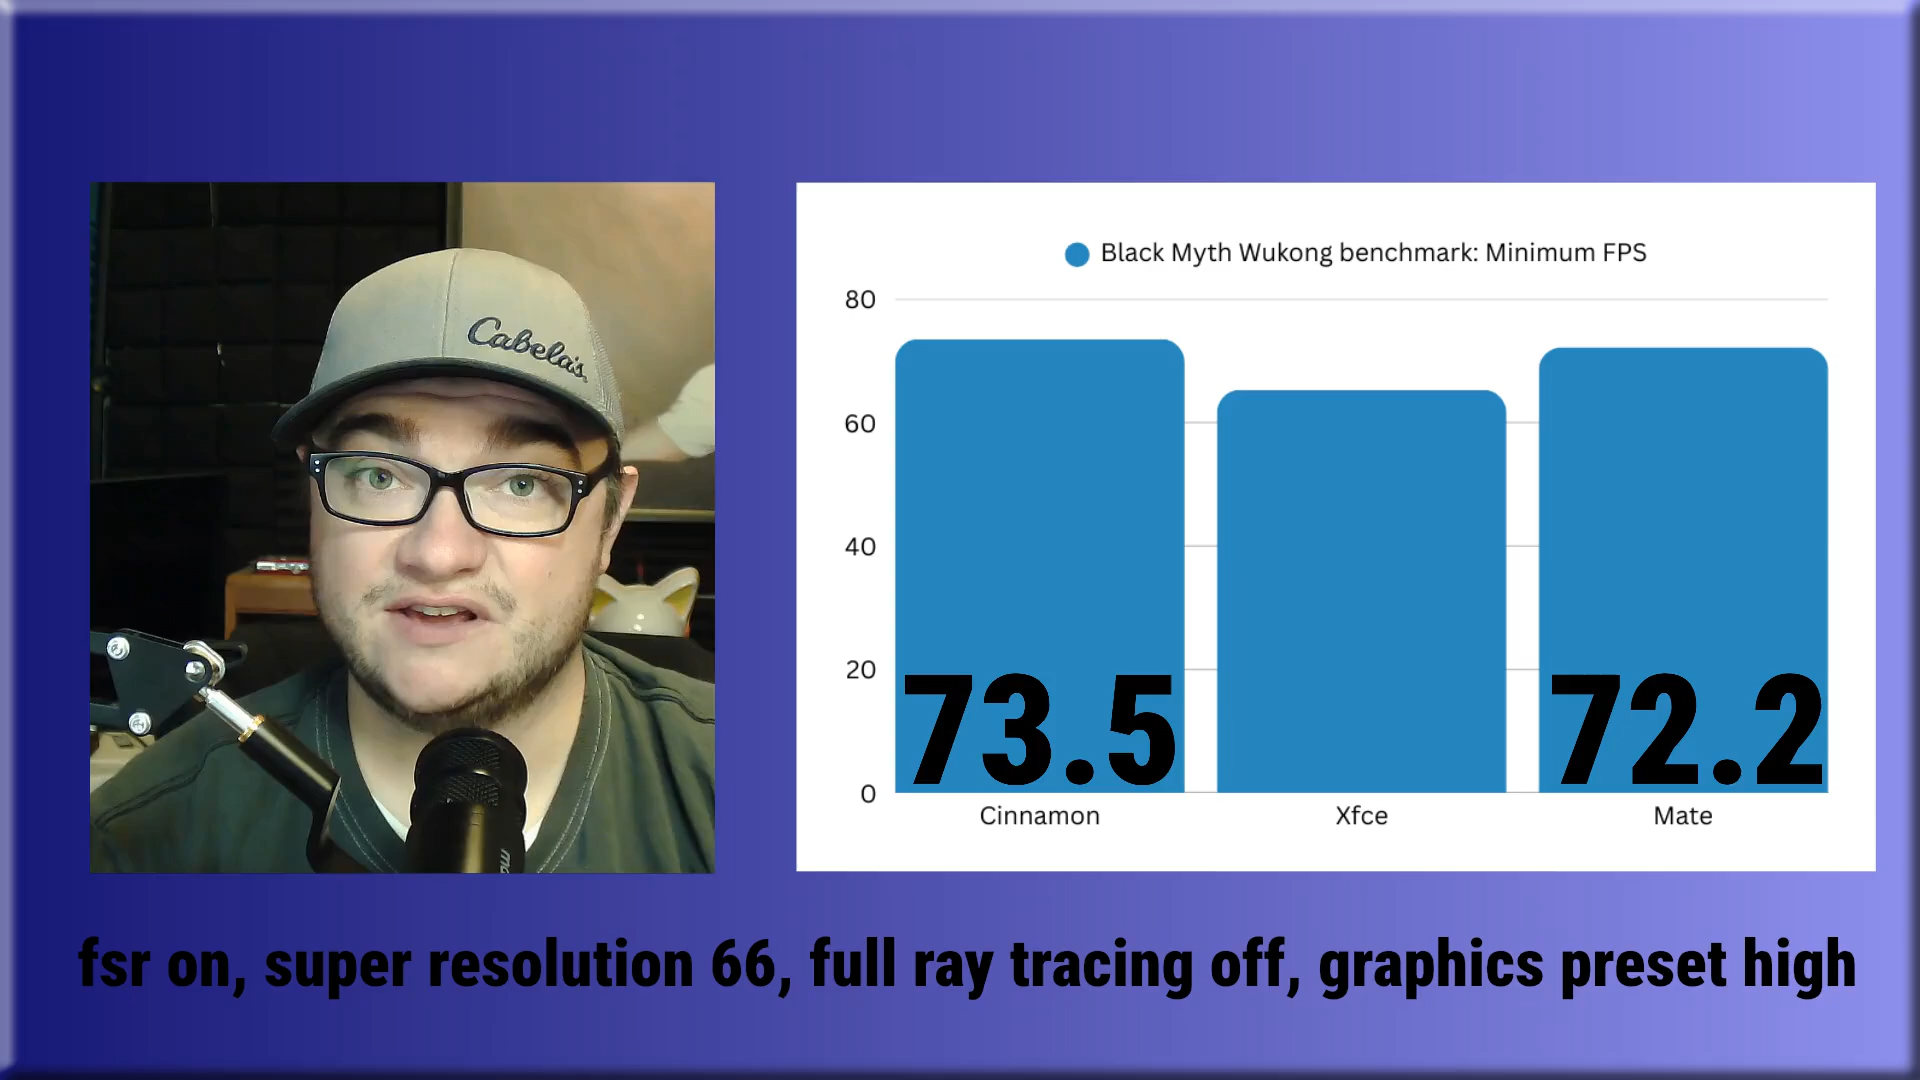 Cabela's
Black Myth Wukong benchmark: Minimum FPS
80
60
40
20
0
73.5
72.2
Cinnamon
Xfce
Mate
fsr on, super resolution 66, full ray tracing off, graphics preset high